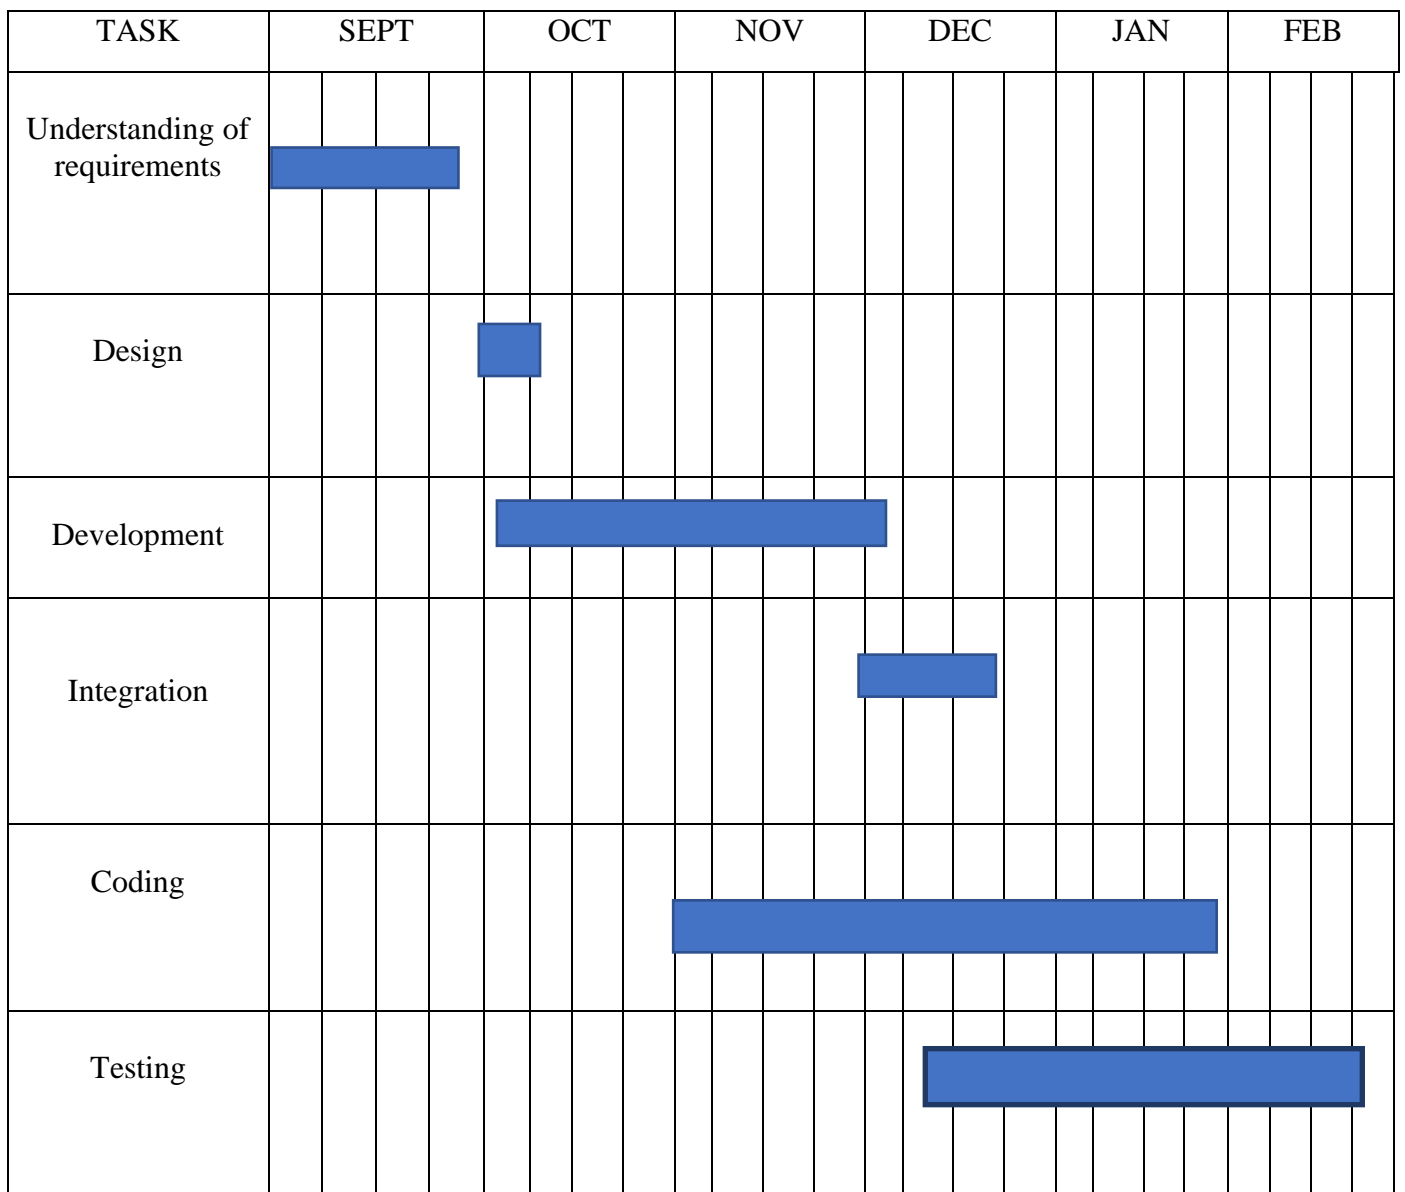 TASK SEPT OCT NOV DEC JAN FEB
Understanding of
requirements
Design
Development
Integration
Coding
Testing